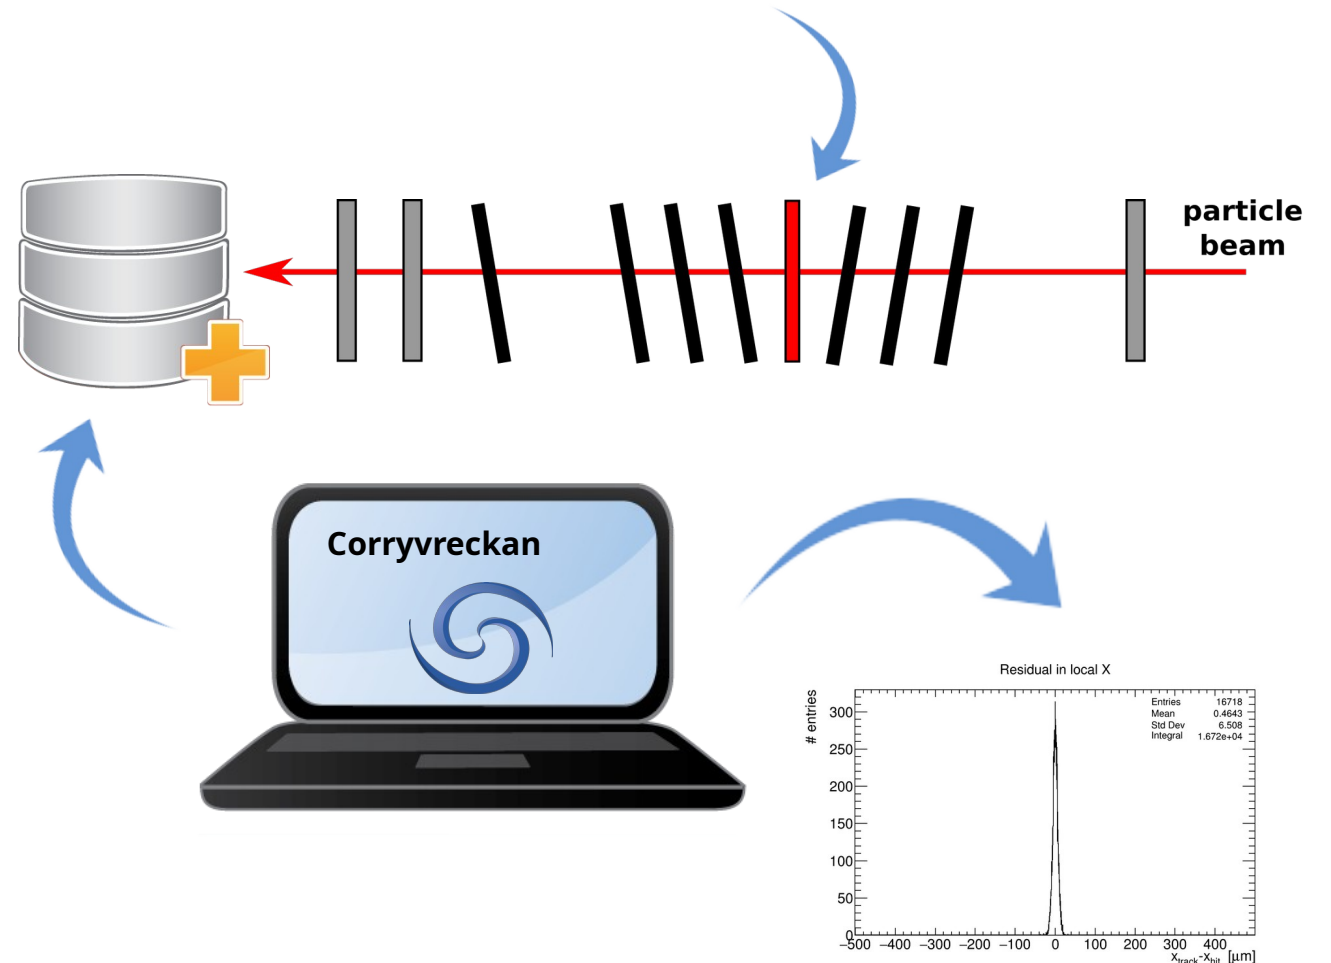 particle
beam
Corryvreckan
Residual in local X
# entries
Entries 16718
Mean 0.4643
Std Dev 6.508
Integral 1.672e+04
300
250
200
150
100
50
0
−500 −400 −300 −200 −100 0 100 200 300 400
xtrack-xhit [µm]